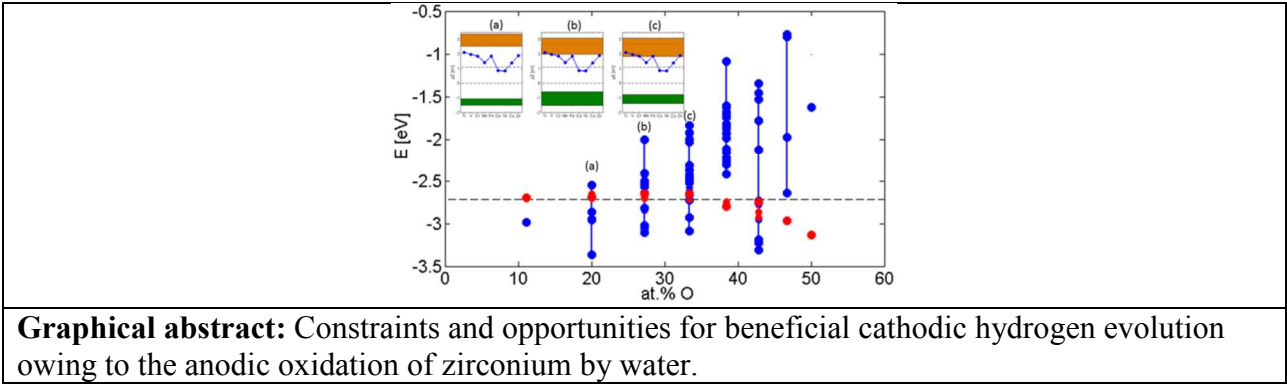 -0.5
(a) (b) (c)
-1
-1.5
(b) (c)
-2
(a)
-2.5
-3
-3.5
E [eV]
0 10 20 30 40 50 60
at.% O
Graphical abstract: Constraints and opportunities for beneficial cathodic hydrogen evolution
owing to the anodic oxidation of zirconium by water.